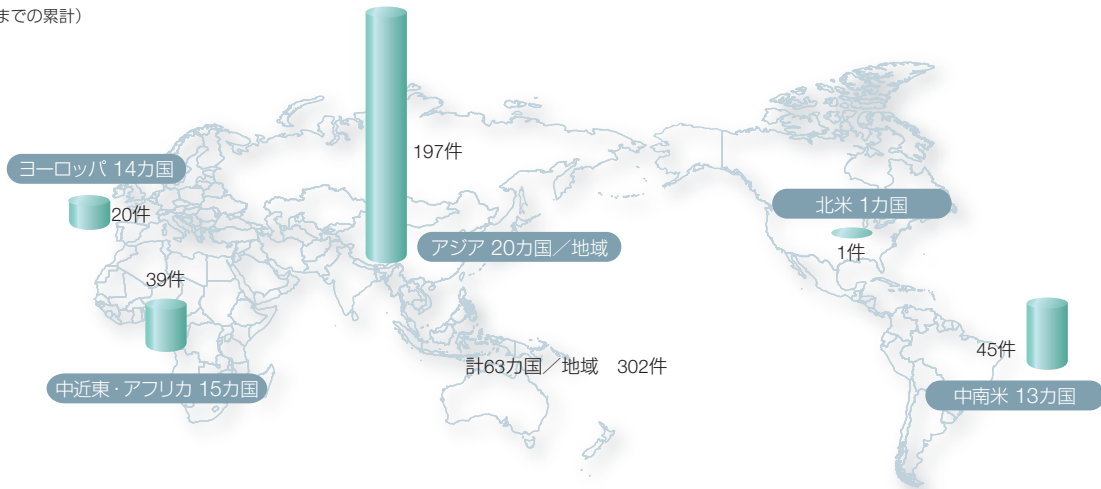 までの累計）
197件
ヨーロッパ 14カ国
20件
北米 1カ国
アジア 20カ国／地域
1件
39件
45件
計63カ国／地域　302件
中近東・アフリカ 15カ国
中南米 13カ国